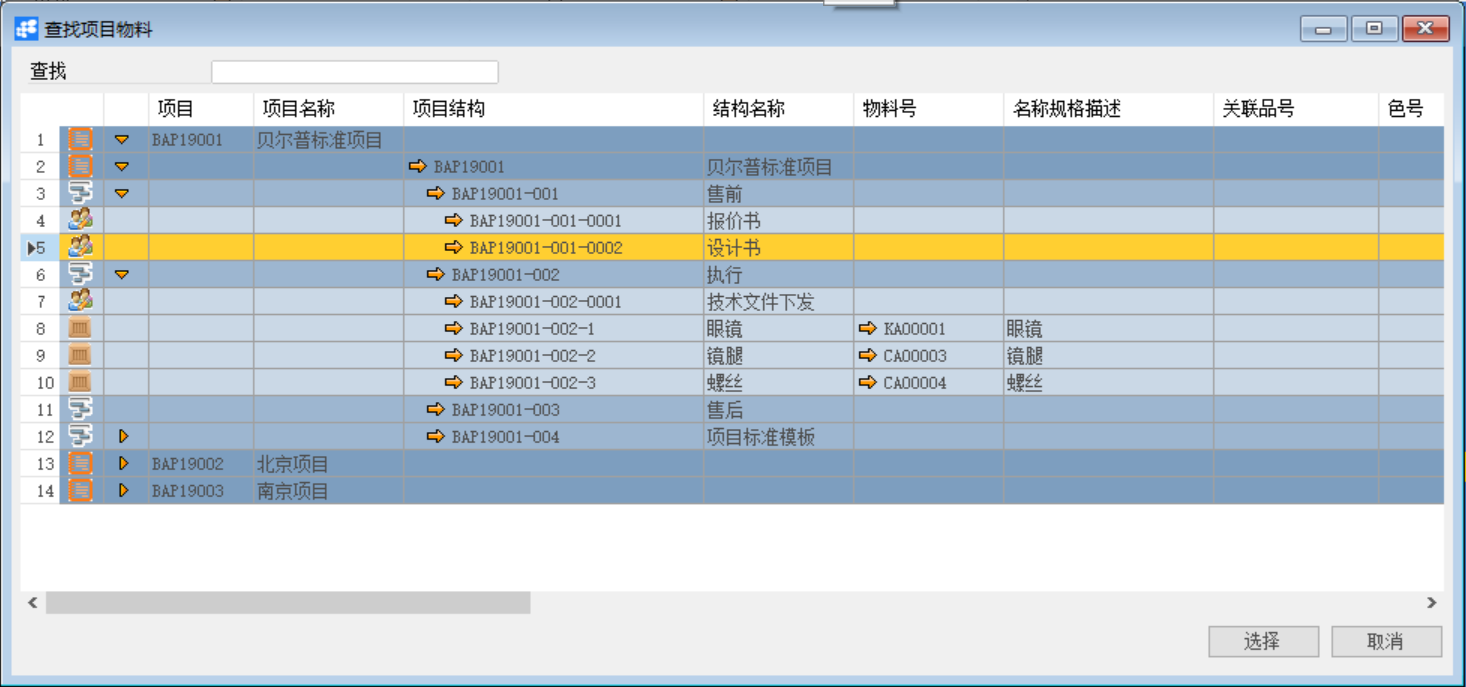 查找项目物料
查找
项目 项目名称 项目结构 结构名称 物料号 名称规格描述 关联品号 色号
1 BAP19001 贝尔普标准项目
2 BAP19001 贝尔普标准项目
3 BAP19001-001 售前
4 BAP19001-001-0001 报价书
5 BAP19001-001-0002 设计书
6 BAP19001-002 执行
7 BAP19001-002-0001 技术文件下发
8 BAP19001-002-1 眼镜 KA00001 眼镜
9 BAP19001-002-2 镜腿 CA00003 镜腿
10 BAP19001-002-3 螺丝 CA00004 螺丝
11 BAP19001-003 售后
12 BAP19001-004 项目标准模板
13 BAP19002 北京项目
14 BAP19003 南京项目
选择 取消